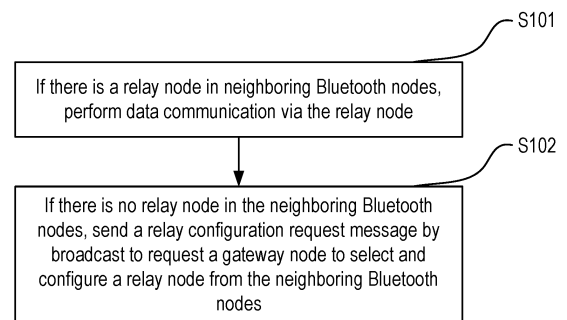 S101
If there is a relay node in neighboring Bluetooth nodes,
perform data communication via the relay node
S102
If there is no relay node in the neighboring Bluetooth
nodes, send a relay configuration request message by
broadcast to request a gateway node to select and
configure a relay node from the neighboring Bluetooth
nodes